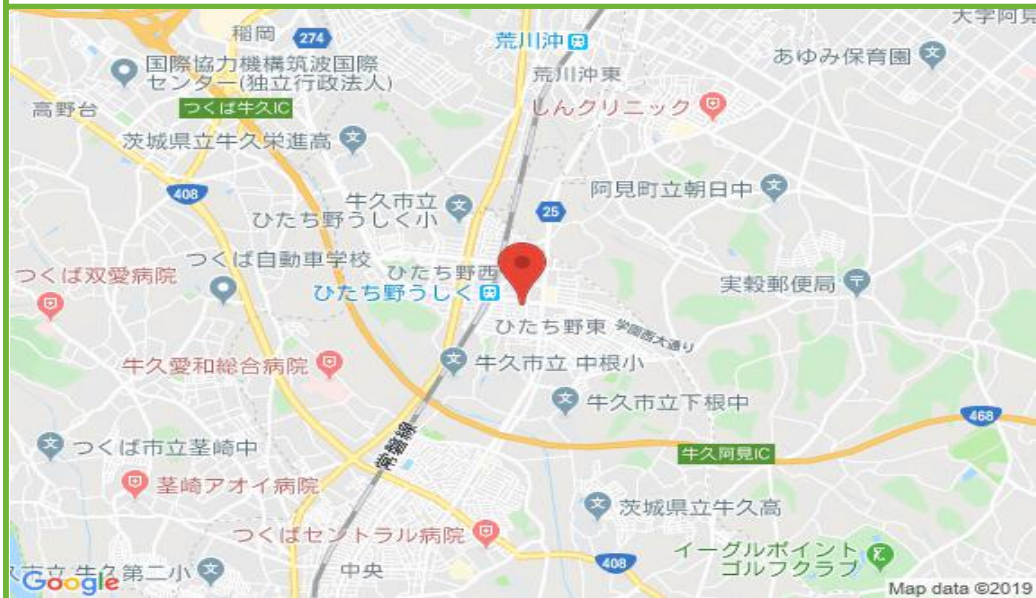 大学阿見
稲岡
274
荒川沖
あゆみ保育園
国際協力機構筑波国際
センター(独立行政法人)
荒川沖東
高野台
つくば牛久IC
しんクリニック
茨城県立牛久栄進高
408
阿見町立朝日中
牛久市立
ひたち野うしく小
25
つくば自動車学校
つくば双愛病院
ひたち野西
実穀郵便局
ひたち野うしく
ひたち野東
学園西大通り
牛久愛和総合病院
牛久市立 中根小
牛久市立下根中
468
つくば市立茎崎中
常磐線
牛久阿見IC
茎崎アオイ病院
茨城県立牛久高
つくばセントラル病院
イーグルポイント
ゴルフクラブ
408
中央
市立 牛久第二小
Google
Map data ©2019